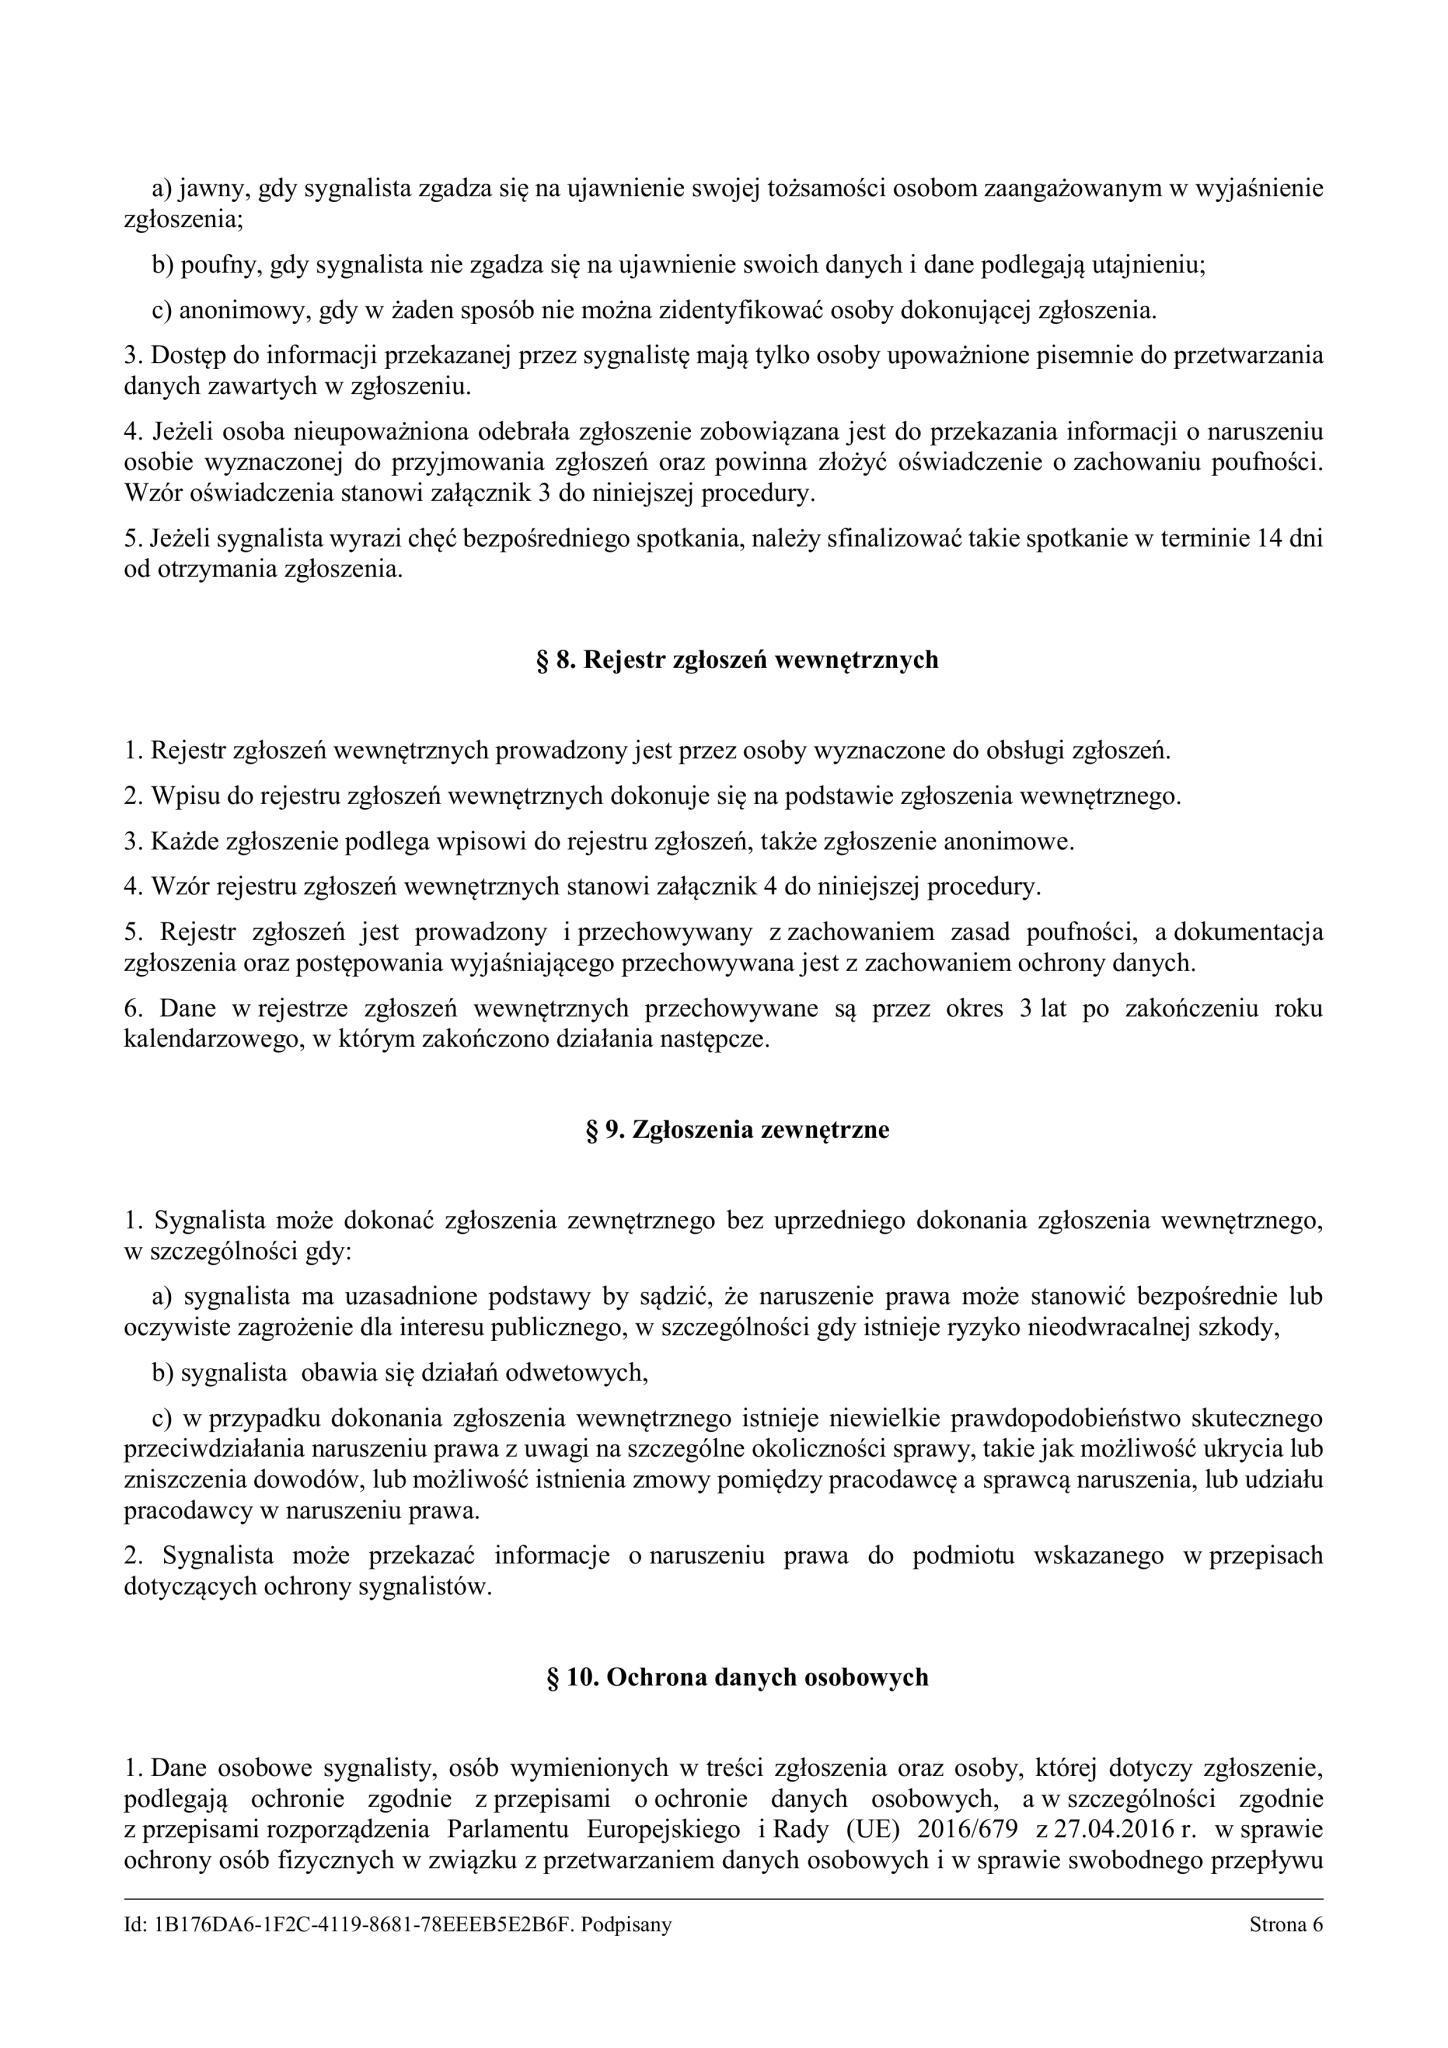 a) jawny, gdy sygnalista zgadza się na ujawnienie swojej tożsamości osobom zaangażowanym w wyjaśnienie
zgłoszenia;
b) poufny, gdy sygnalista nie zgadza się na ujawnienie swoich danych i dane podlegają utajnieniu;
c) anonimowy, gdy w żaden sposób nie można zidentyfikować osoby dokonującej zgłoszenia.
3. Dostęp do informacji przekazanej przez sygnalistę mają tylko osoby upoważnione pisemnie do przetwarzania
danych zawartych w zgłoszeniu.
4. Jeżeli osoba nieupoważniona odebrała zgłoszenie zobowiązana jest do przekazania informacji o naruszeniu
osobie wyznaczonej do przyjmowania zgłoszeń oraz powinna złożyć oświadczenie o zachowaniu poufności.
Wzór oświadczenia stanowi załącznik 3 do niniejszej procedury.
5. Jeżeli sygnalista wyrazi chęć bezpośredniego spotkania, należy sfinalizować takie spotkanie w terminie 14 dni
od otrzymania zgłoszenia.
§ 8. Rejestr zgłoszeń wewnętrznych
1. Rejestr zgłoszeń wewnętrznych prowadzony jest przez osoby wyznaczone do obsługi zgłoszeń.
2. Wpisu do rejestru zgłoszeń wewnętrznych dokonuje się na podstawie zgłoszenia wewnętrznego.
3. Każde zgłoszenie podlega wpisowi do rejestru zgłoszeń, także zgłoszenie anonimowe.
4. Wzór rejestru zgłoszeń wewnętrznych stanowi załącznik 4 do niniejszej procedury.
5. Rejestr zgłoszeń jest prowadzony i przechowywany z zachowaniem zasad poufności, a dokumentacja
zgłoszenia oraz postępowania wyjaśniającego przechowywana jest z zachowaniem ochrony danych.
6. Dane w rejestrze zgłoszeń wewnętrznych przechowywane są przez okres 3 lat po zakończeniu roku
kalendarzowego, w którym zakończono działania następcze.
§ 9. Zgłoszenia zewnętrzne
1. Sygnalista może dokonać zgłoszenia zewnętrznego bez uprzedniego dokonania zgłoszenia wewnętrznego,
w szczególności gdy:
a) sygnalista ma uzasadnione podstawy by sądzić, że naruszenie prawa może stanowić bezpośrednie lub
oczywiste zagrożenie dla interesu publicznego, w szczególności gdy istnieje ryzyko nieodwracalnej szkody,
b) sygnalista obawia się działań odwetowych,
c) w przypadku dokonania zgłoszenia wewnętrznego istnieje niewielkie prawdopodobieństwo skutecznego
przeciwdziałania naruszeniu prawa z uwagi na szczególne okoliczności sprawy, takie jak możliwość ukrycia lub
zniszczenia dowodów, lub możliwość istnienia zmowy pomiędzy pracodawcę a sprawcą naruszenia, lub udziału
pracodawcy w naruszeniu prawa.
2. Sygnalista może przekazać informacje o naruszeniu prawa do podmiotu wskazanego w przepisach
dotyczących ochrony sygnalistów.
§ 10. Ochrona danych osobowych
1. Dane osobowe sygnalisty, osób wymienionych w treści zgłoszenia oraz osoby, której dotyczy zgłoszenie,
podlegają ochronie zgodnie z przepisami o ochronie danych osobowych, a w szczególności zgodnie
z przepisami rozporządzenia Parlamentu Europejskiego i Rady (UE) 2016/679 z 27.04.2016 r. w sprawie
ochrony osób fizycznych w związku z przetwarzaniem danych osobowych i w sprawie swobodnego przepływu
Id: 1B176DA6-1F2C-4119-8681-78EEEB5E2B6F. Podpisany
Strona 6